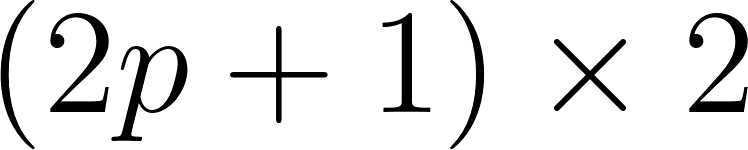 (2p + 1) × 2